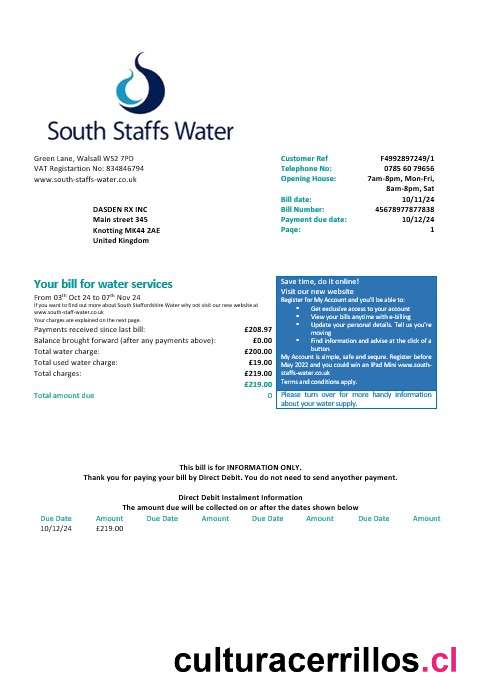 South Staffs Water
Green Lane, Walsall WS2 7PD
VAT Registartion No: 834846794
www.south-staffs-water.co.uk
Customer Ref F4992897249/1
Telephone No: 0785 60 79656
Opening House: 7am-8pm, Mon-Fri,
8am-8pm, Sat
Bill date: 10/11/24
Bill Number: 45678977877838
Payment due date: 10/12/24
Page: 1
DASDEN RX INC
Main street 345
Knotting MK44 2AE
United Kingdom
Your bill for water services
From 03th Oct 24 to 07th Nov 24
If you want to find out more about South Staffordshire Water why not visit our new website at
www.south-staff-water.co.uk
Your charges are explained on the next page.
Payments received since last bill: £208.97
Balance brought forward (after any payments above): £0.00
Total water charge: £200.00
Total used water charge: £19.00
Total charges: £219.00
£219.00
Total amount due 0
Save time, do it online!
Visit our new website
Register for My Account and you'll be able to:
Get exclusive access to your account
View your bills anytime with e-billing
Update your personal details. Tell us you're
moving
Find information and advise at the click of a
button
My Account is simple, safe and sequre. Register before
May 2022 and you could win an iPad Mini www.south-
staffs-water.co.uk
Terms and conditions apply.
Please turn over for more handy information
about your water supply.
This bill is for INFORMATION ONLY.
Thank you for paying your bill by Direct Debit. You do not need to send anyother payment.
Direct Debit Instalment Information
The amount due will be collected on or after the dates shown below
Due Date Amount Due Date Amount Due Date Amount Due Date Amount
10/12/24 £219.00
culturacerrillos.cl